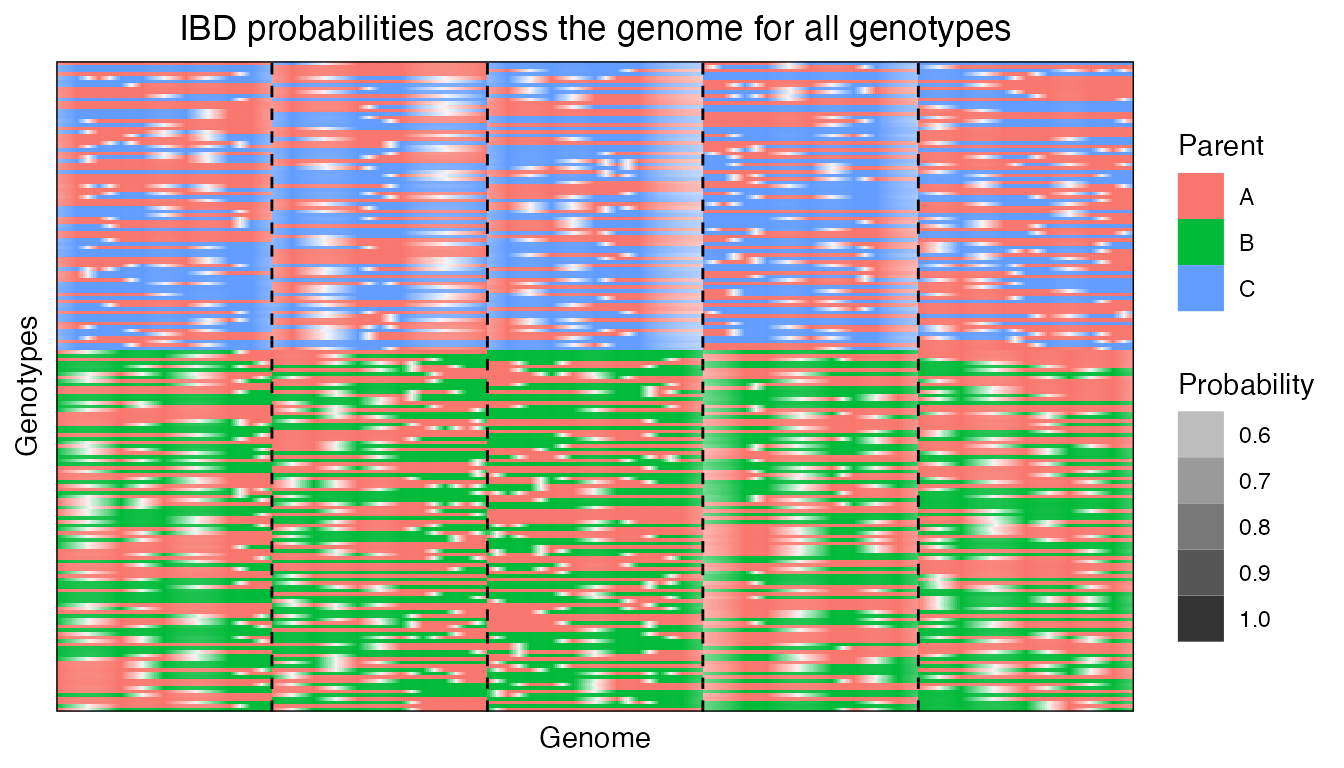 IBD probabilities across the genome for all genotypes
Genotypes
Genome
Parent
A
B
C
Probability
0.6
0.7
0.8
0.9
1.0